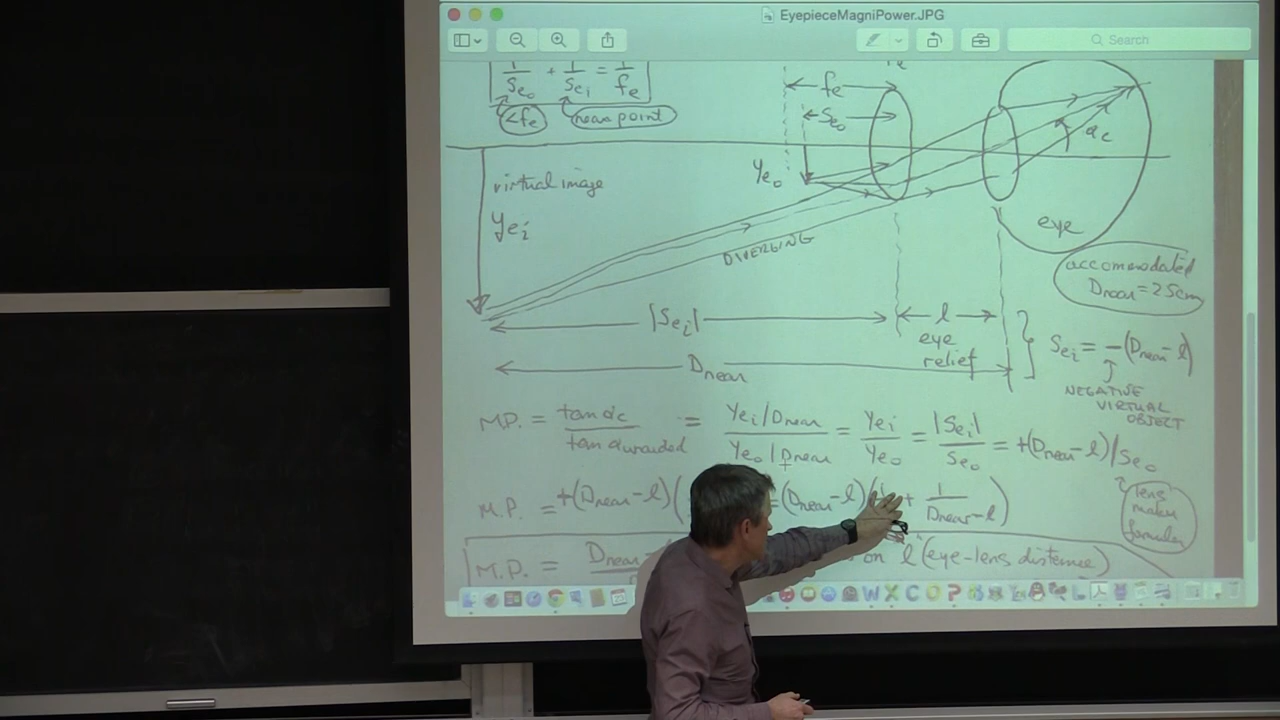 EyepieceMagniPower.JPG
Search
1/Se₀ + 1/Seᵢ = 1/fe
<fe
near point
fe
Se₀
αc
Ye₀
virtual image
Yeᵢ
eye
DIVERGING
accomodated
Dnear = 25cm
|Seᵢ|
l
eye
relief
Dnear
Seᵢ = -(Dnear - l)
NEGATIVE
VIRTUAL
OBJECT
M.P. = tan αc / tan αunaided = (Yeᵢ/Dnear) / (Ye₀/Dnear) = Yeᵢ/Ye₀ = |Seᵢ|/Se₀ = +(Dnear-l)/Se₀
M.P. = +(Dnear-l)( = (Dnear-l)( + 1/(Dnear-l))
lens
maker
formula
M.P. = Dnear on l (eye-lens distance)